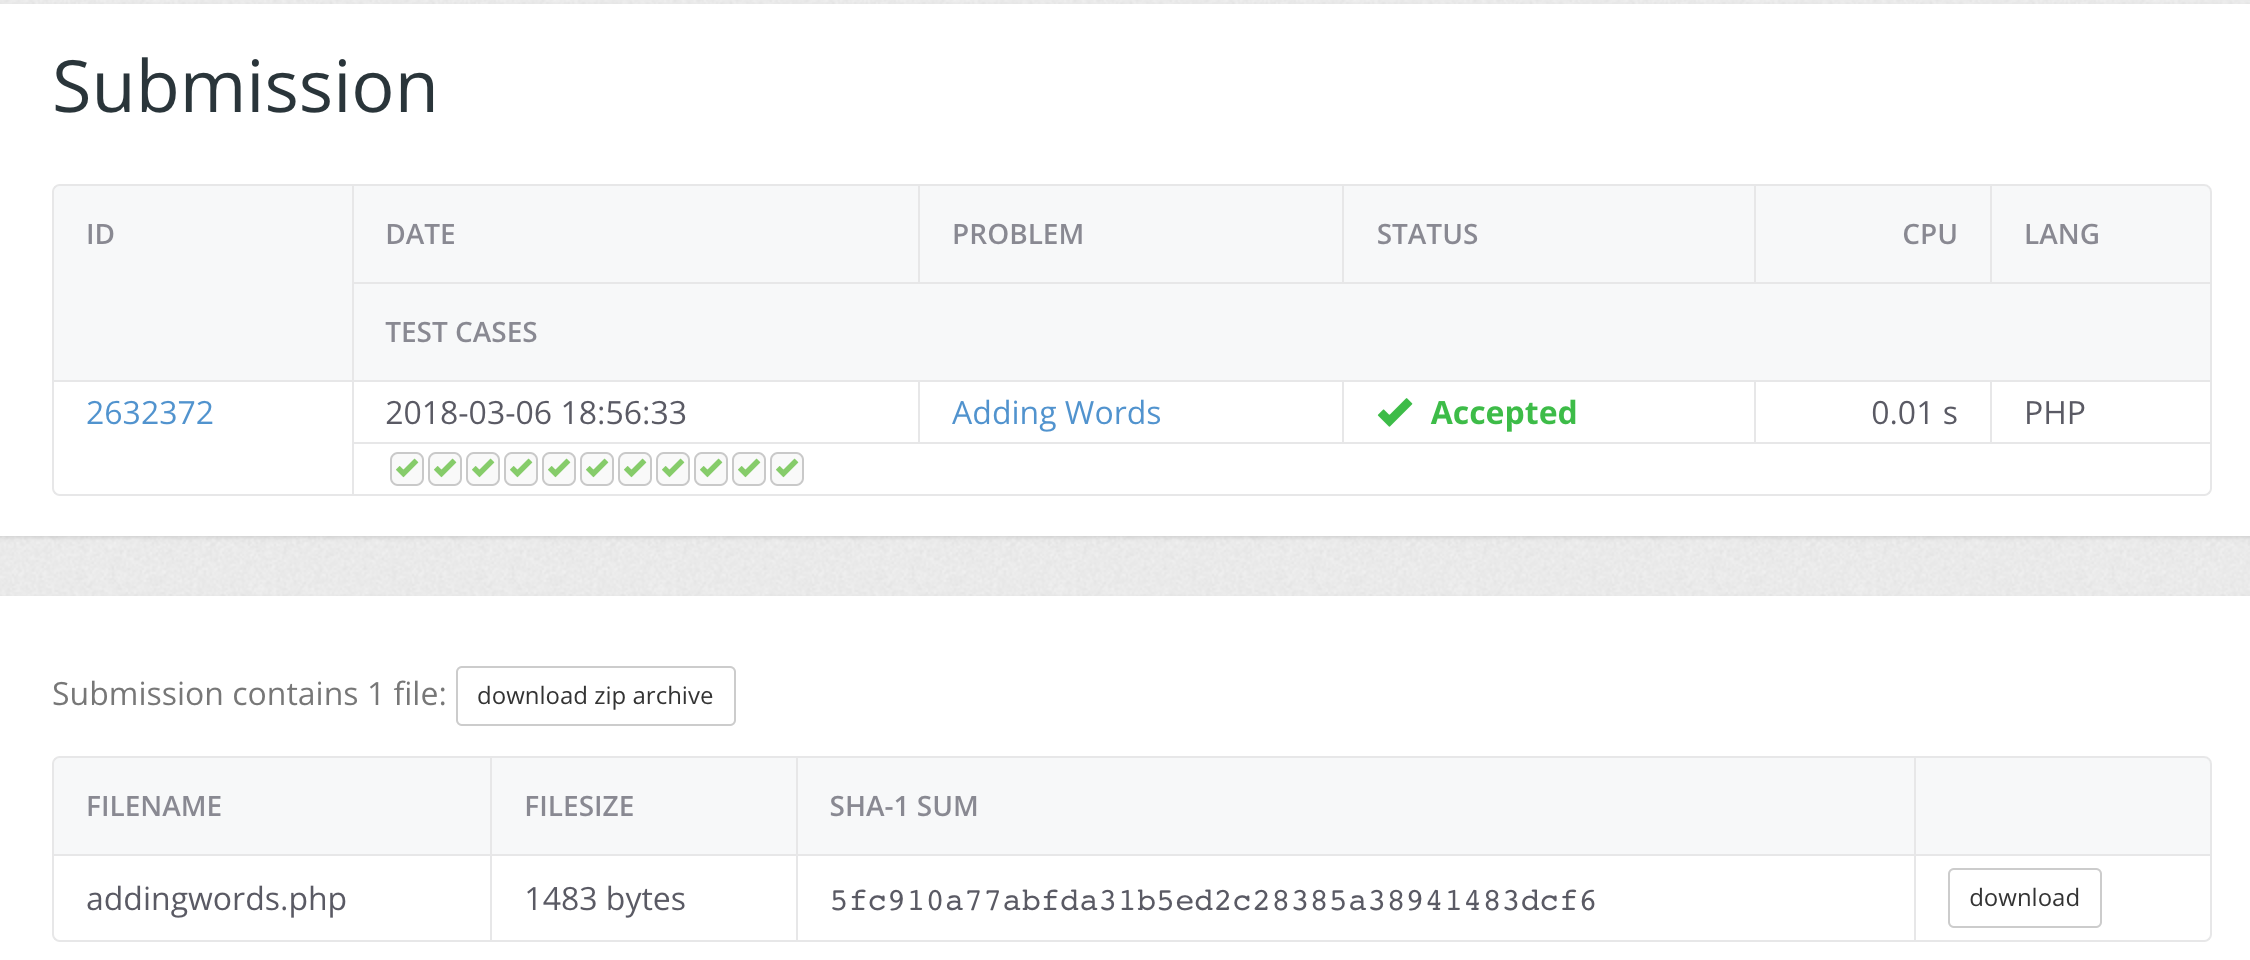 Submission
ID DATE PROBLEM STATUS CPU LANG
TEST CASES
2632372 2018-03-06 18:56:33 Adding Words Accepted 0.01 s PHP
Submission contains 1 file: download zip archive
FILENAME FILESIZE SHA-1 SUM
addingwords.php 1483 bytes 5fc910a77abfda31b5ed2c28385a38941483dcf6 download